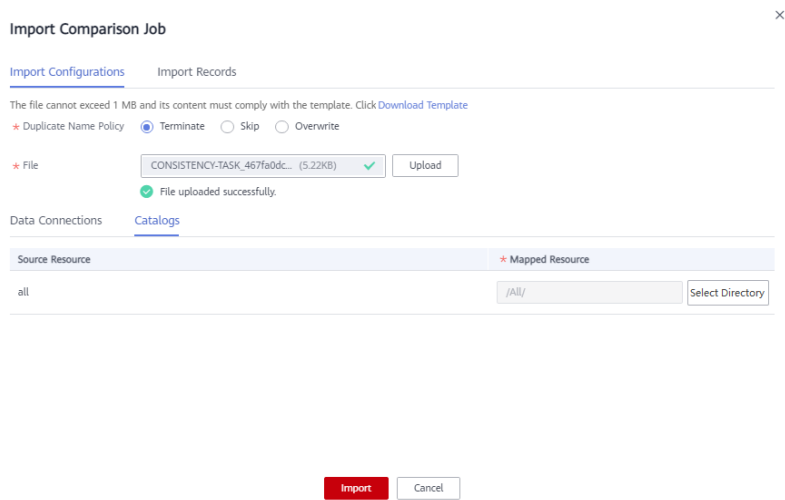 Import Comparison Job
Import Configurations Import Records
The file cannot exceed 1 MB and its content must comply with the template. Click Download Template
* Duplicate Name Policy Terminate Skip Overwrite
* File CONSISTENCY-TASK_467fa0dc... (5.22KB) Upload
File uploaded successfully.
Data Connections Catalogs
Source Resource * Mapped Resource
all /All/ Select Directory
Import Cancel